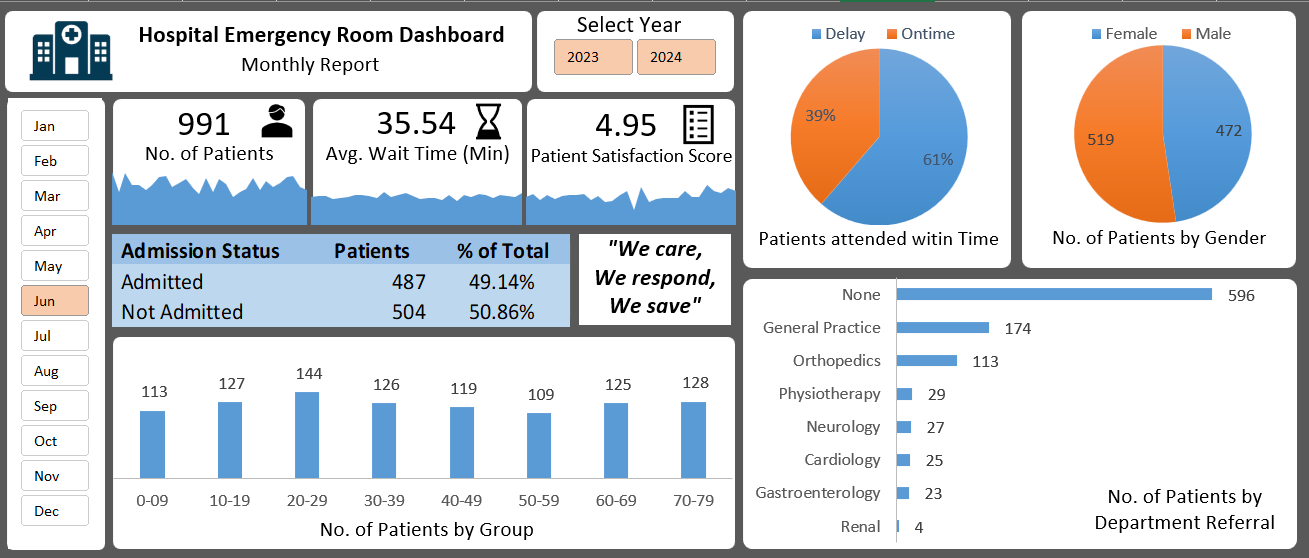 Hospital Emergency Room Dashboard
Monthly Report
Select Year
2023 2024
Jan
Feb
Mar
Apr
May
Jun
Jul
Aug
Sep
Oct
Nov
Dec
991
No. of Patients
35.54
Avg. Wait Time (Min)
4.95
Patient Satisfaction Score
Admission Status Patients % of Total
Admitted 487 49.14%
Not Admitted 504 50.86%
"We care,
We respond,
We save"
113 127 144 126 119 109 125 128
0-09 10-19 20-29 30-39 40-49 50-59 60-69 70-79
No. of Patients by Group
Delay Ontime
39%
61%
Patients attended witin Time
Female Male
472
519
No. of Patients by Gender
None 596
General Practice 174
Orthopedics 113
Physiotherapy 29
Neurology 27
Cardiology 25
Gastroenterology 23
Renal 4
No. of Patients by
Department Referral